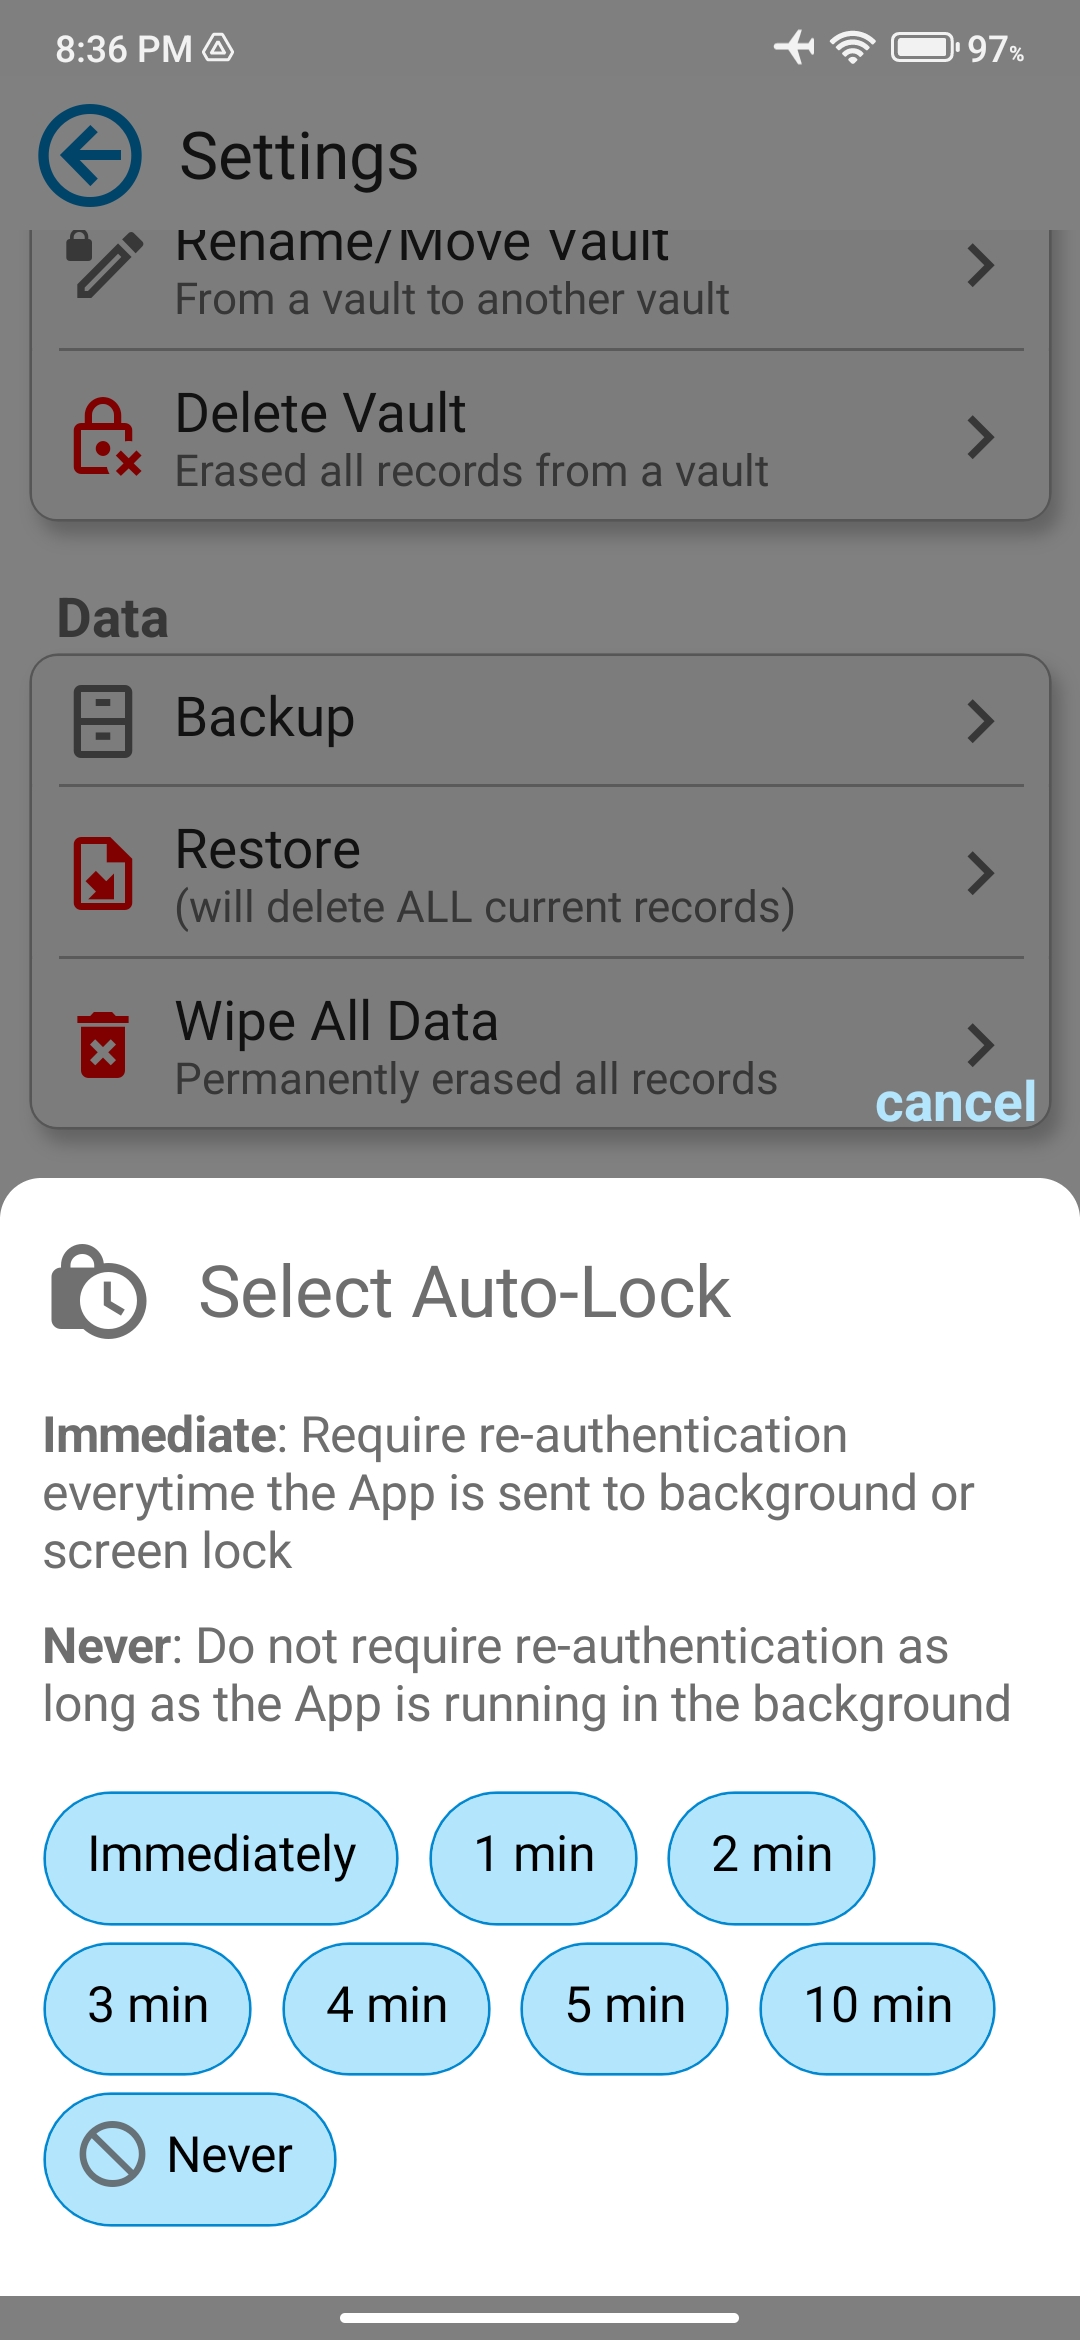 8:36 PM
97%
Settings
Rename/Move Vault
From a vault to another vault
Delete Vault
Erased all records from a vault
Data
Backup
Restore
(will delete ALL current records)
Wipe All Data
Permanently erased all records
cancel
Select Auto-Lock
Immediate: Require re-authentication
everytime the App is sent to background or
screen lock
Never: Do not require re-authentication as
long as the App is running in the background
Immediately
1 min
2 min
3 min
4 min
5 min
10 min
Never